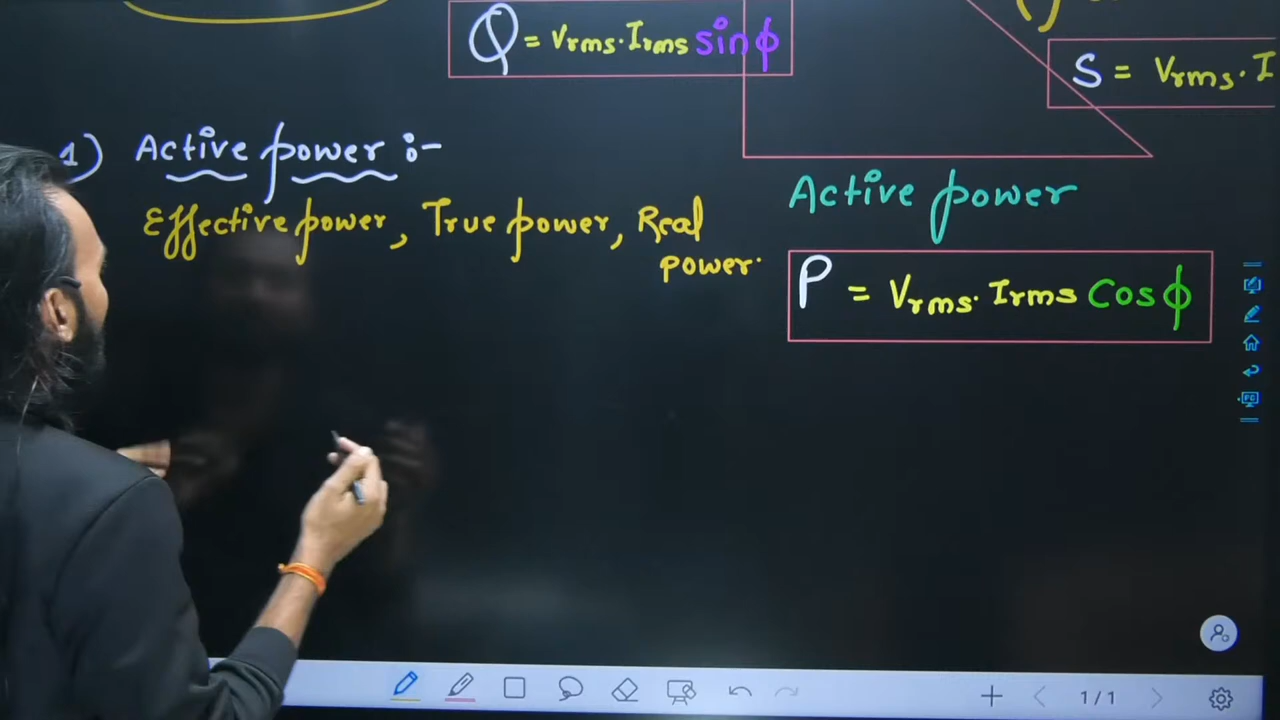 Q = Vrms · Irms sin ϕ
S = Vrms · I
1) Active power :-
Effective power, True power, Real
power.
Active power
P = Vrms · Irms Cos ϕ
PC
1/1